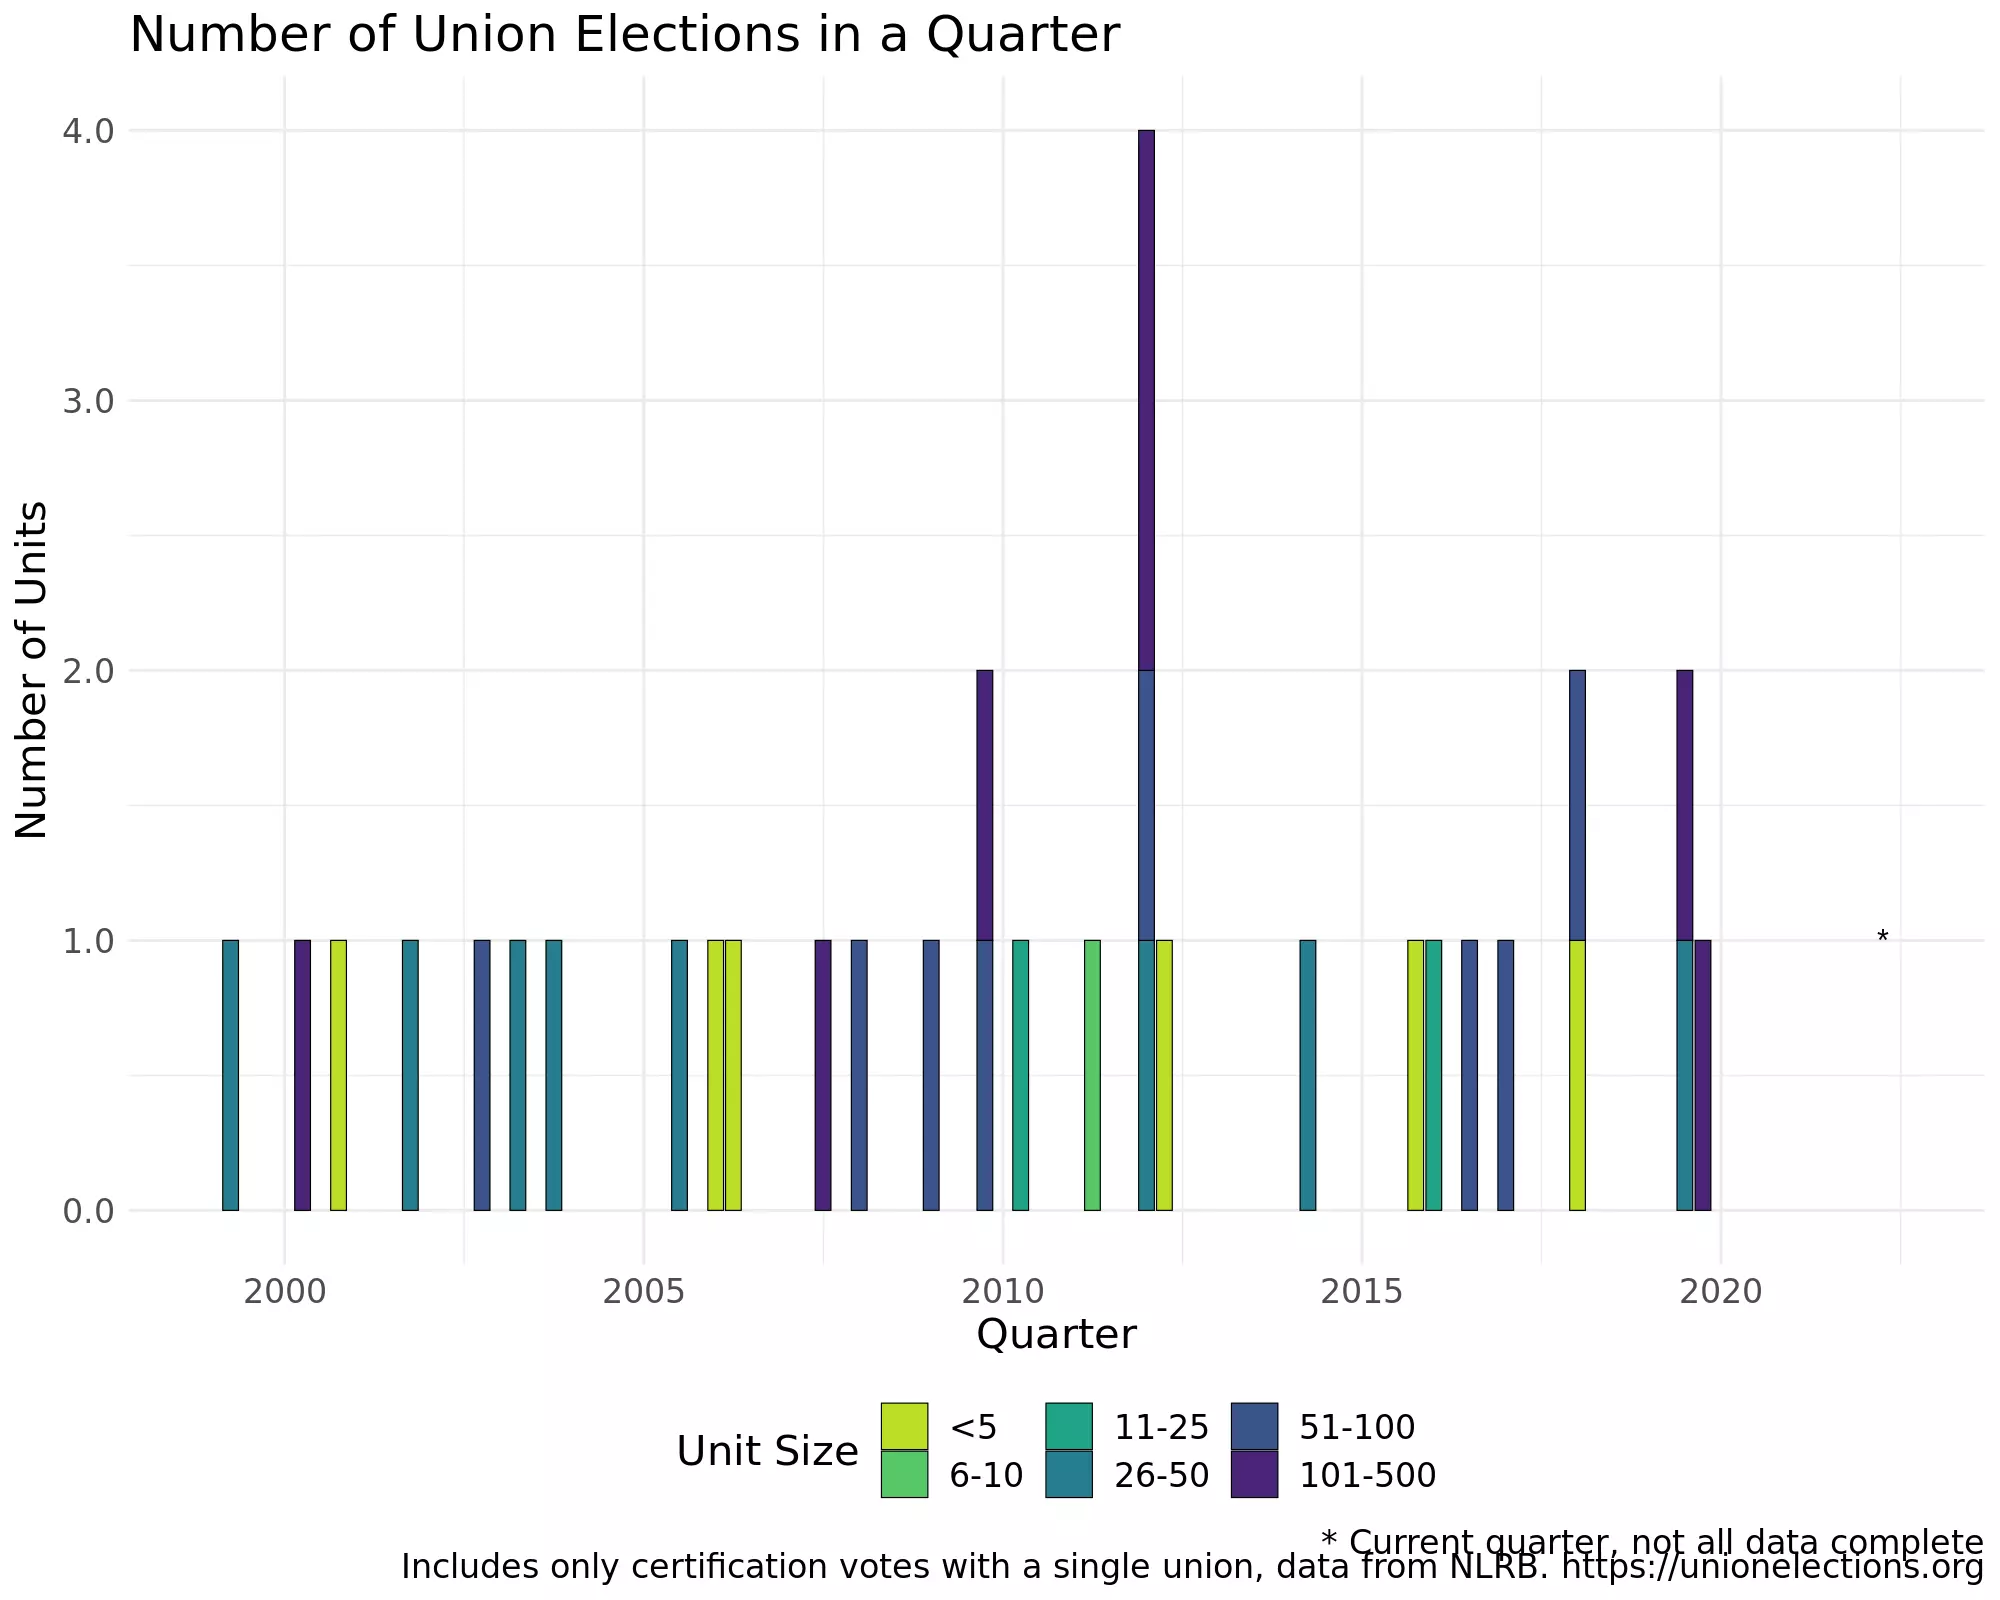 Number of Union Elections in a Quarter
Number of Units
4.0
3.0
2.0
1.0
0.0
*
2000 2005 2010 2015 2020
Quarter
Unit Size
<5 11-25 51-100
6-10 26-50 101-500
* Current quarter, not all data complete
Includes only certification votes with a single union, data from NLRB. https://unionelections.org